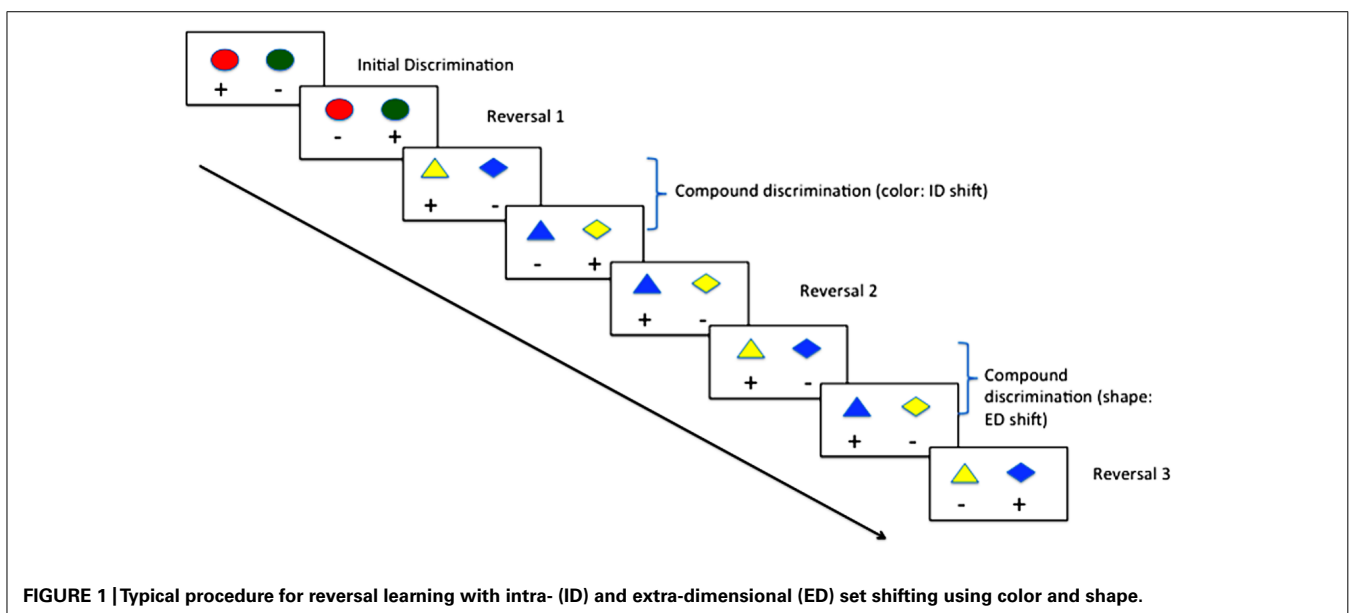 Initial Discrimination
+ -
Reversal 1
- +
Compound discrimination (color: ID shift)
+ -
- +
Reversal 2
+ -
+ -
Compound
discrimination (shape:
ED shift)
+ -
Reversal 3
- +
FIGURE 1 | Typical procedure for reversal learning with intra- (ID) and extra-dimensional (ED) set shifting using color and shape.